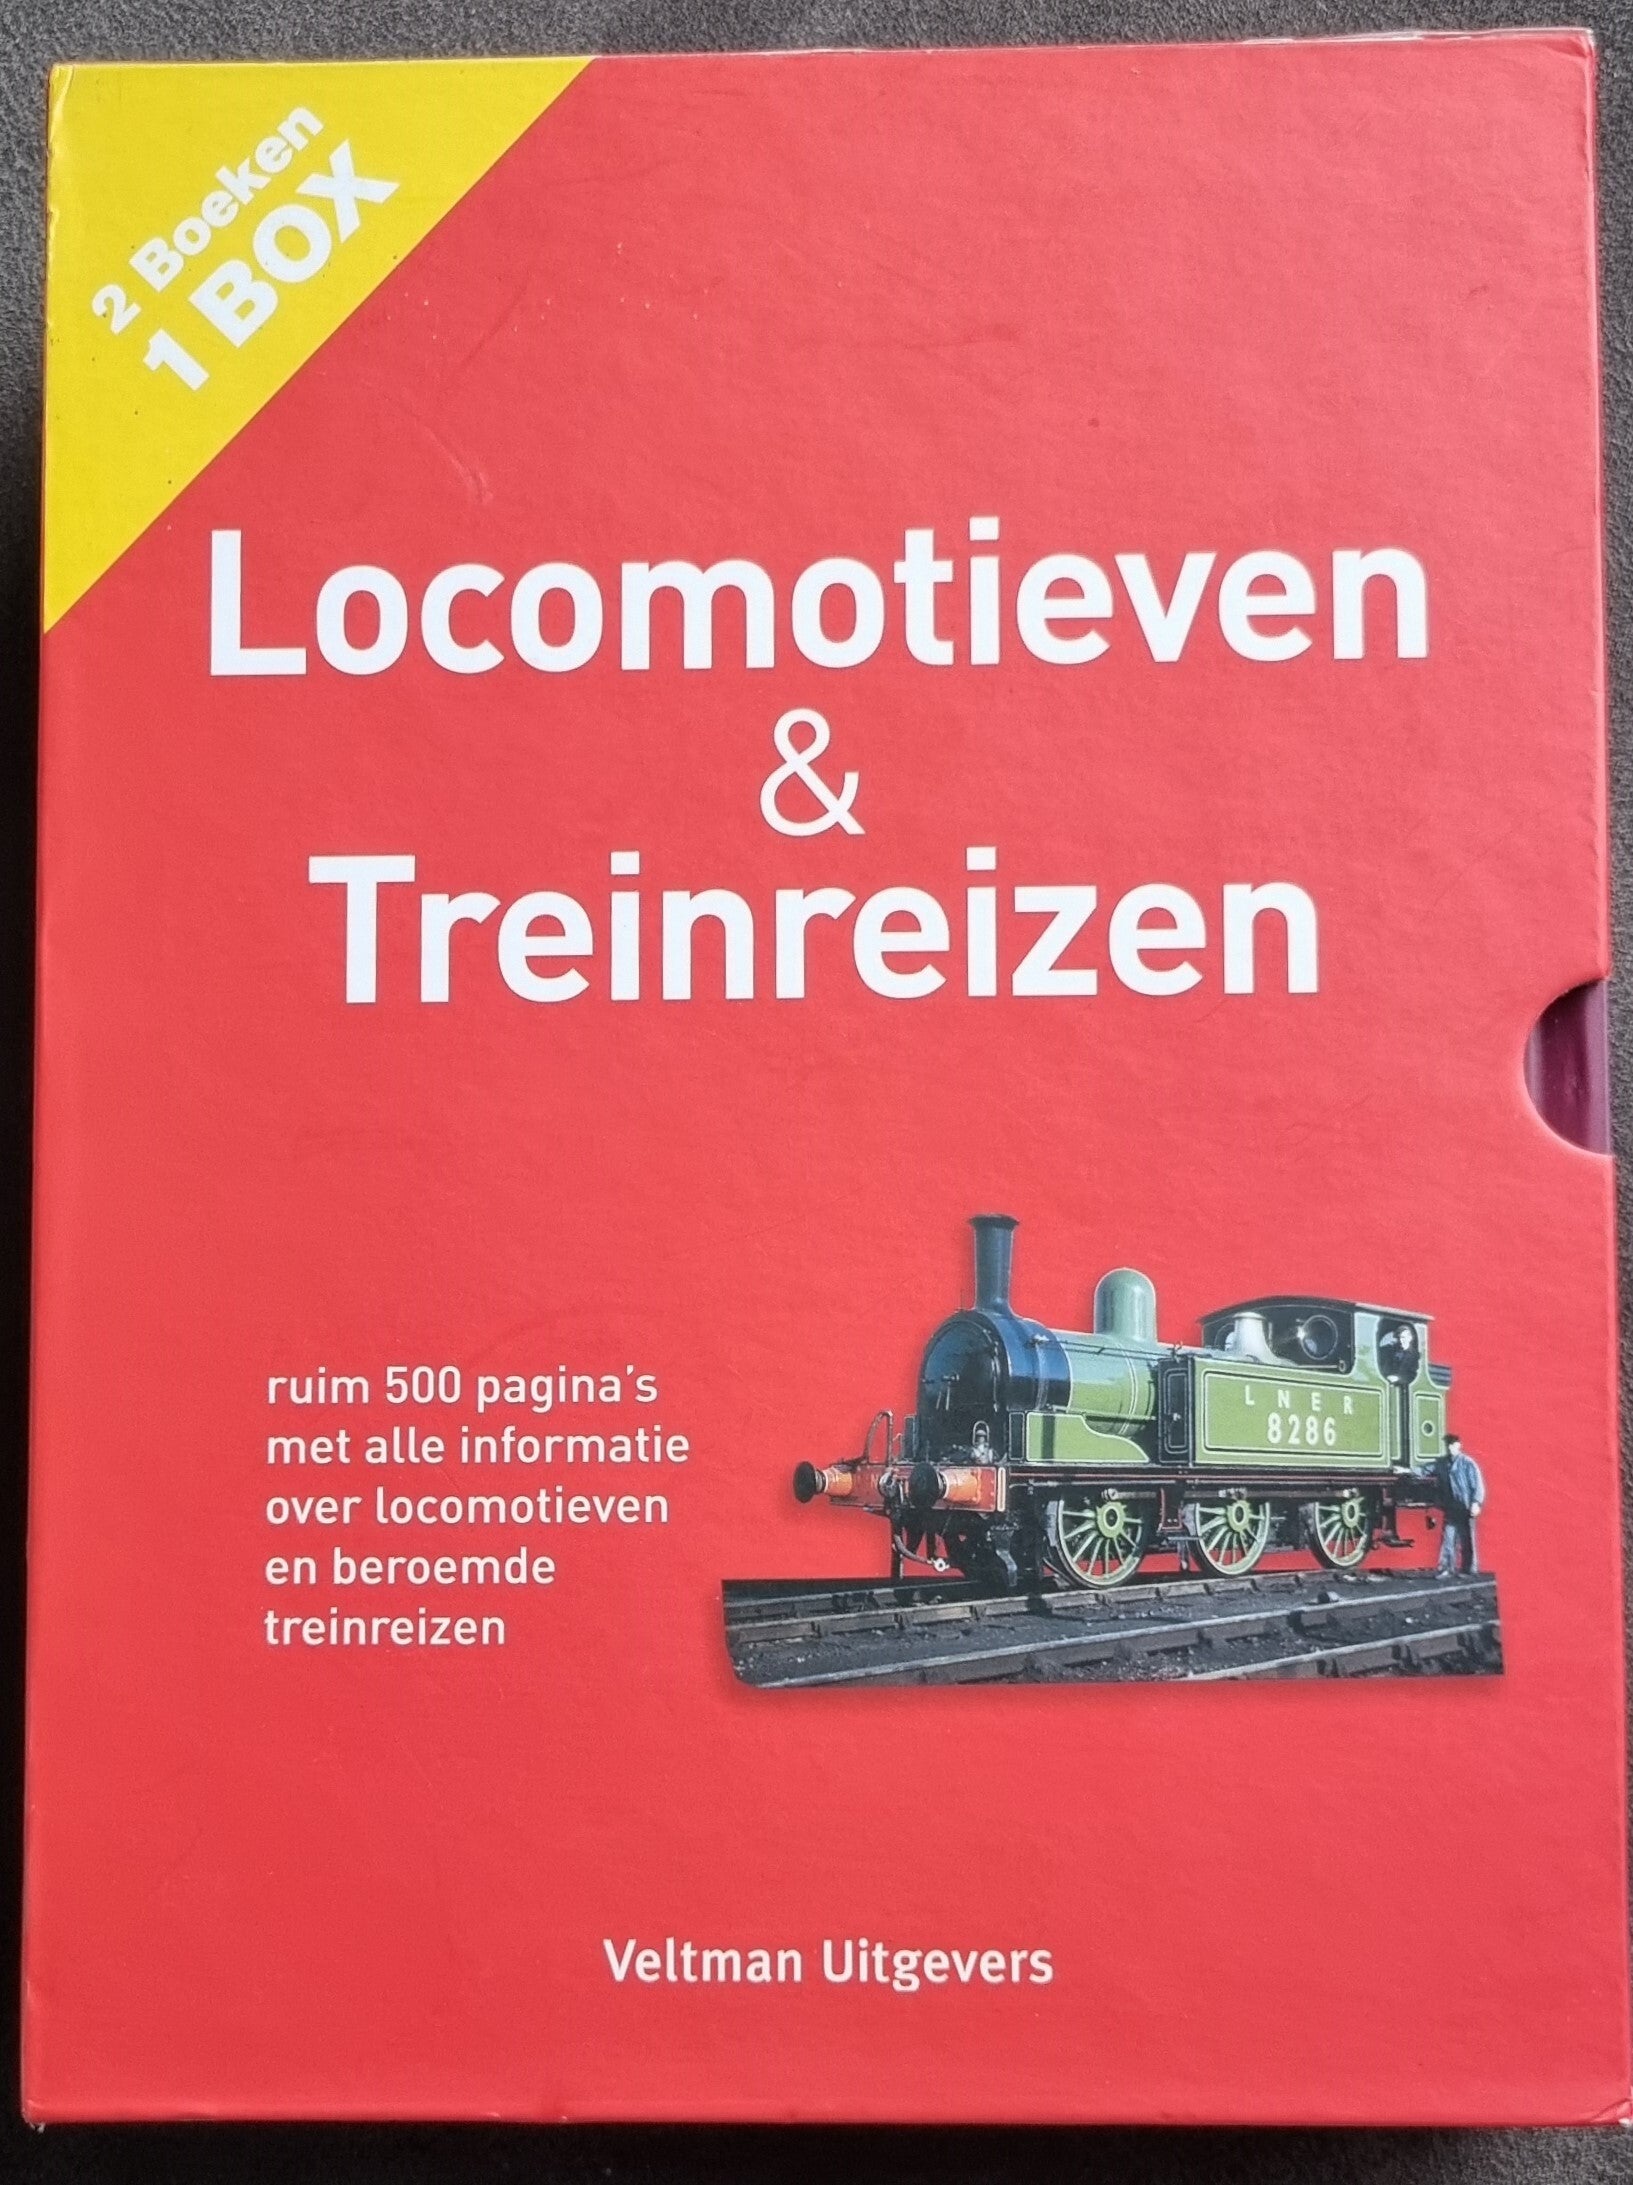 2 Boeken
1 BOX
Locomotieven
&
Treinreizen
ruim 500 pagina's
met alle informatie
over locomotieven
en beroemde
treinreizen
L N E R
8286
Veltman Uitgevers